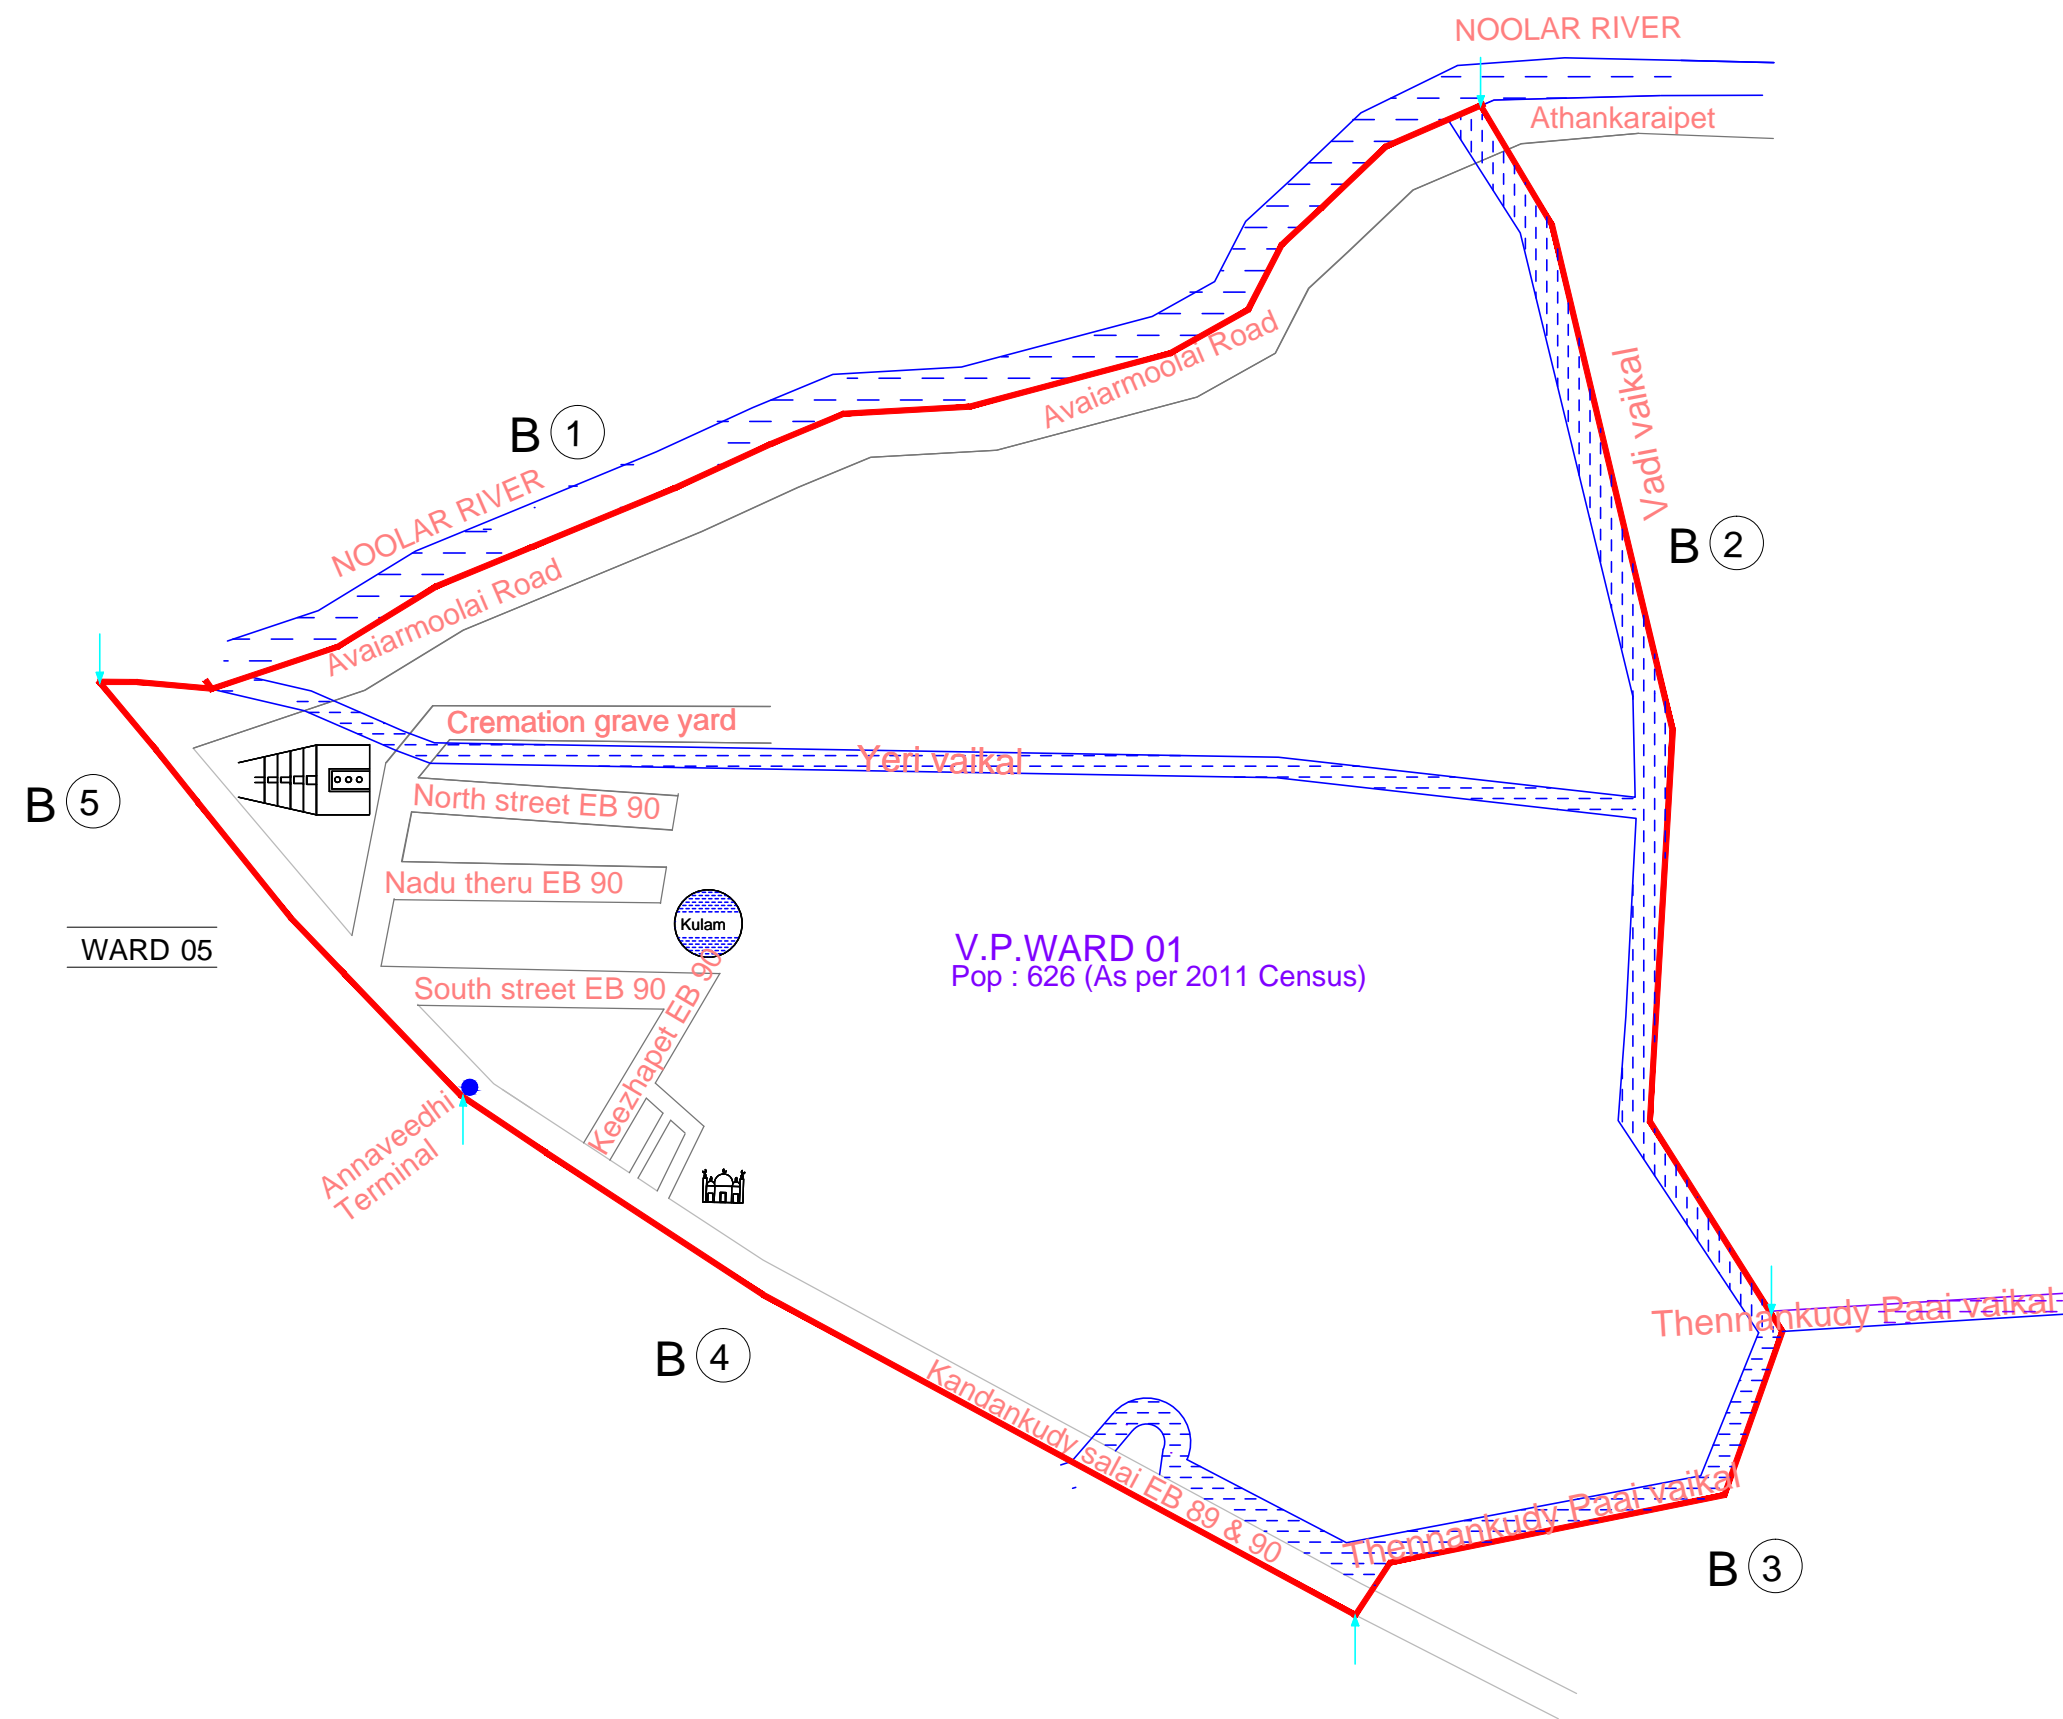 NOOLAR RIVER
Athankaraipet
Avaiarmoolai Road
Vadi vaikal
B 1
NOOLAR RIVER
B 2
Avaiarmoolai Road
Cremation grave yard
Yeri vaikal
B 5
North street EB 90
Nadu theru EB 90
Kulam
WARD 05
V.P.WARD 01
Pop : 626 (As per 2011 Census)
South street EB 90
Keezhapet EB 90
Annaveedhi
Terminal
Thennankudy Paai vaikal
B 4
Kandankudy salai EB 89 & 90
Thennankudy Paai vaikal
B 3